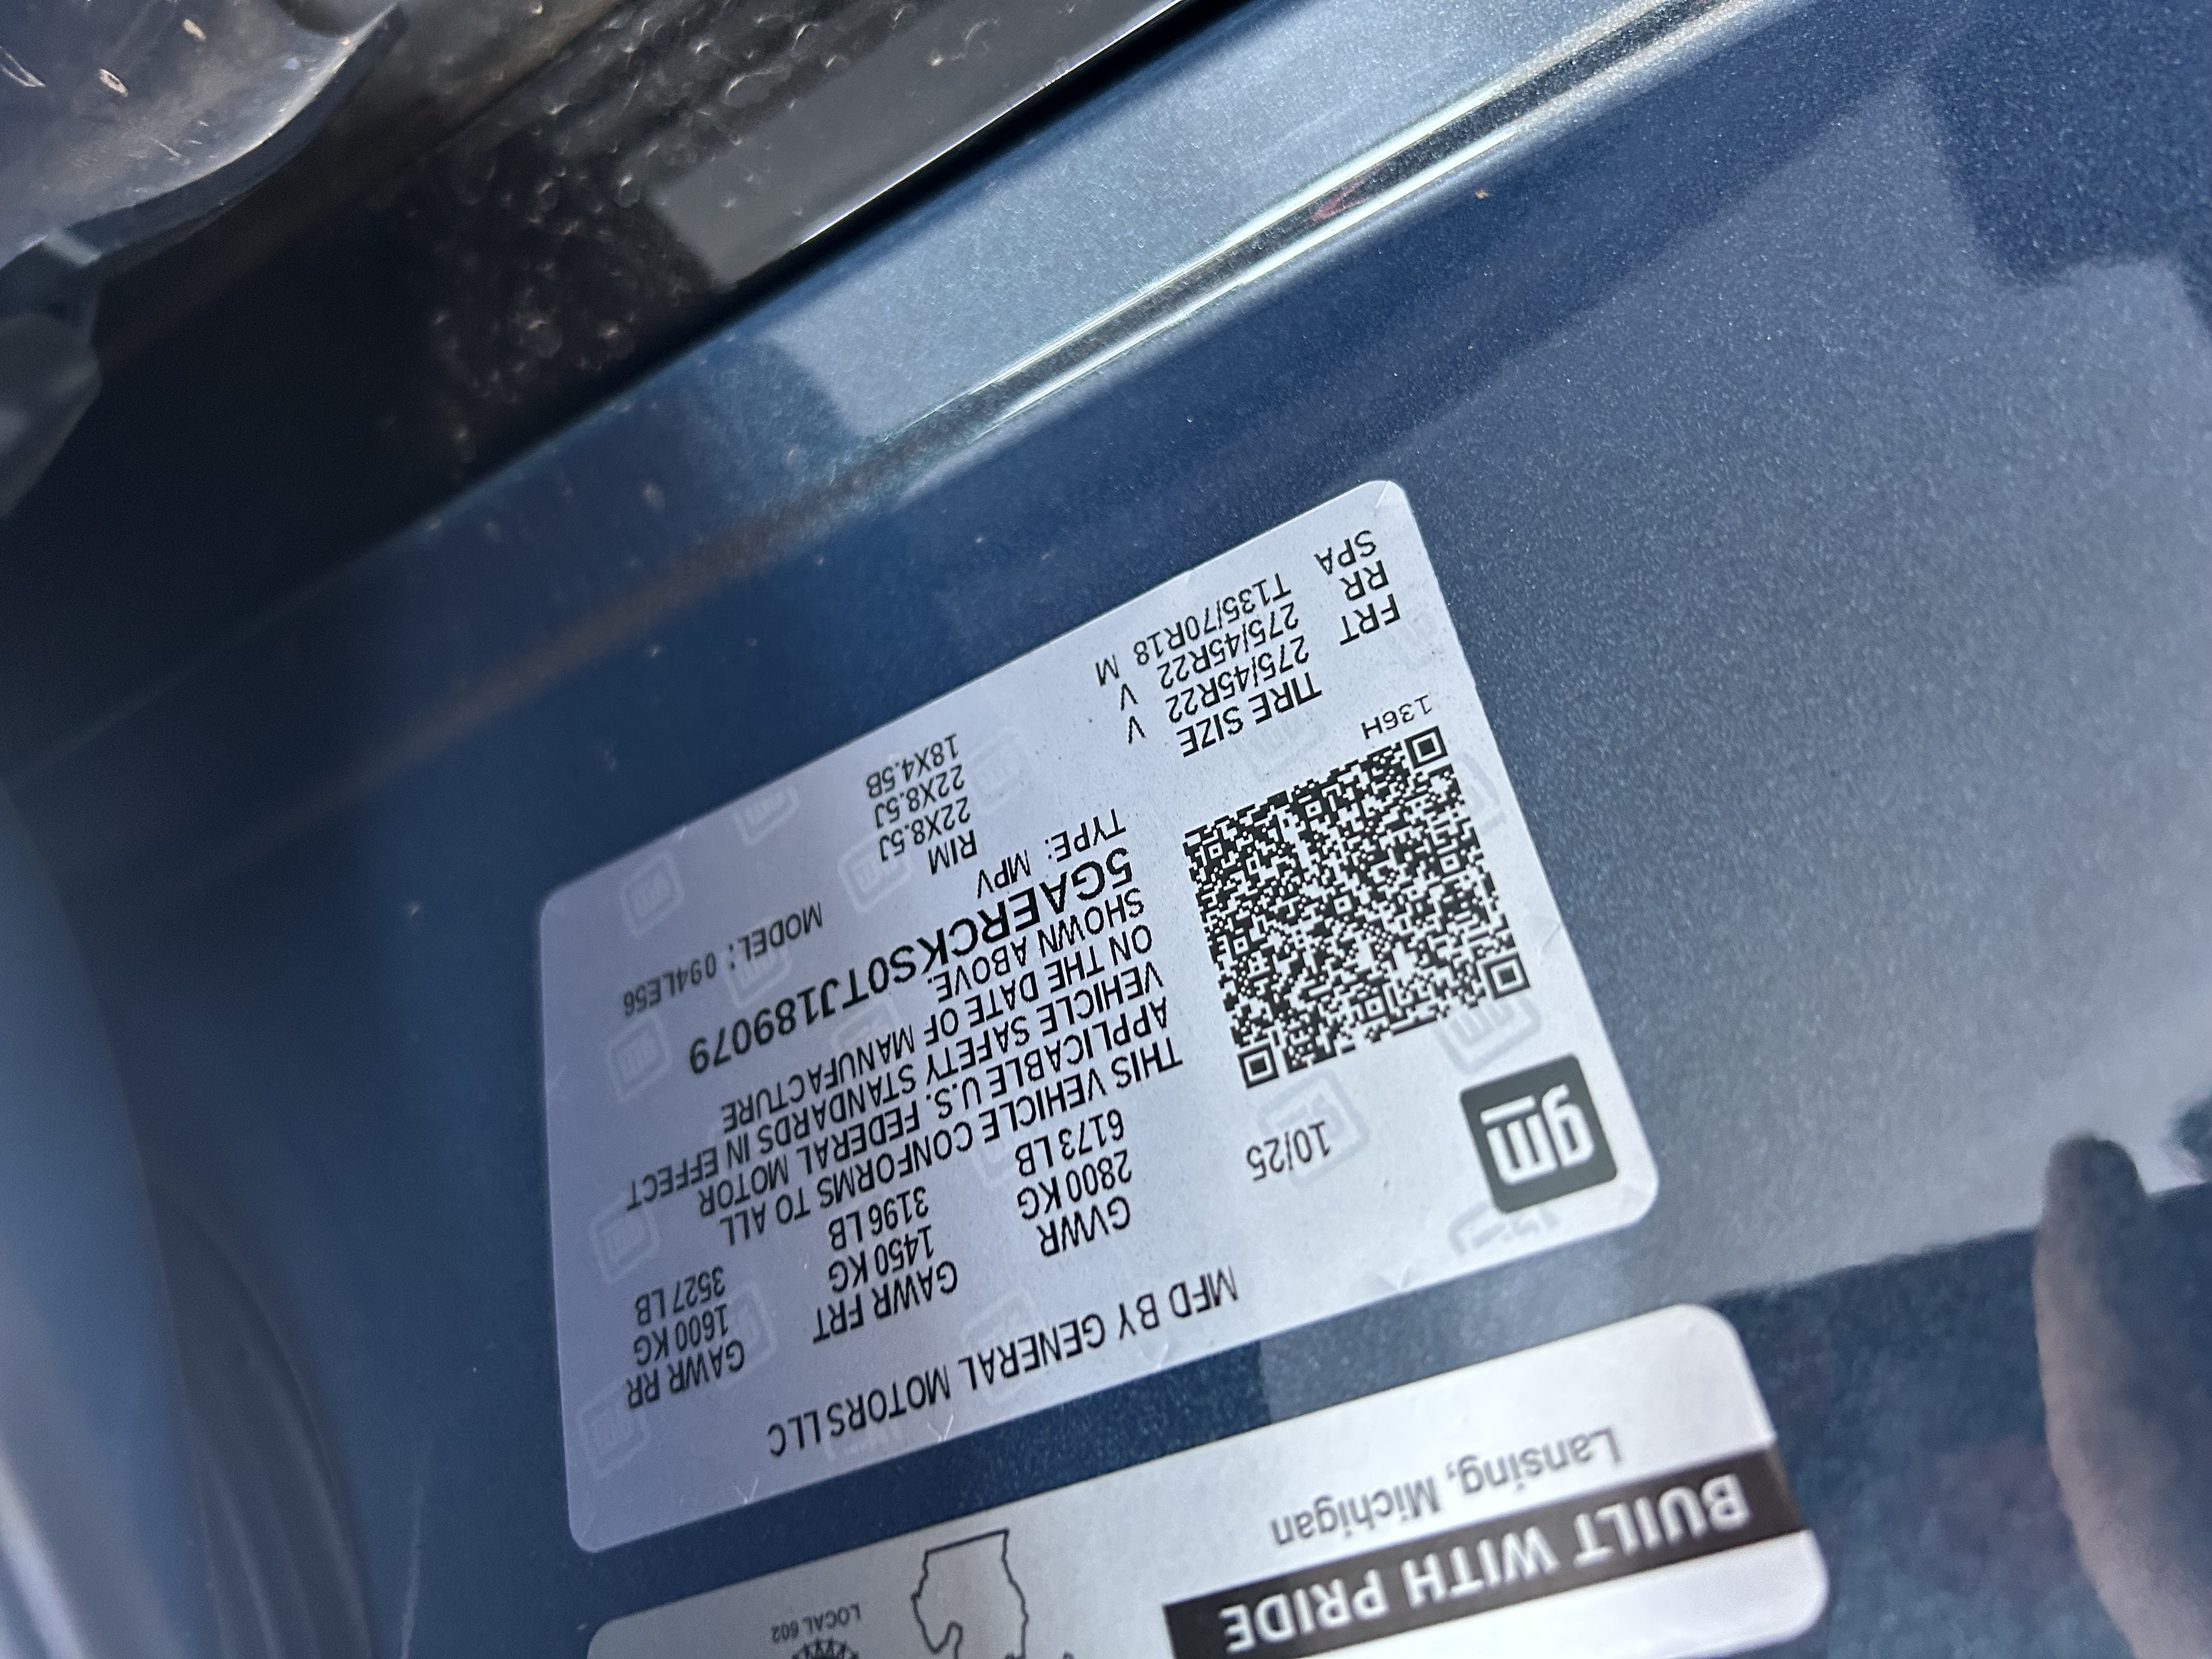 MFD BY GENERAL MOTORS LLC
GVWR GAWR FRT GAWR RR
2800 KG 1450 KG 1600 KG
6173 LB 3196 LB 3527 LB
gm
10/25
THIS VEHICLE CONFORMS TO ALL
APPLICABLE U.S. FEDERAL MOTOR
VEHICLE SAFETY STANDARDS IN EFFECT
ON THE DATE OF MANUFACTURE
SHOWN ABOVE.
5GAERCKS0TJ189079
TYPE: MPV MODEL: 094LE56
136H
TIRE SIZE RIM
FRT 275/45R22 V 22X8.5J
RR 275/45R22 V 22X8.5J
SPA T135/70R18 M 18X4.5B
BUILT WITH PRIDE
Lansing, Michigan
LOCAL 602